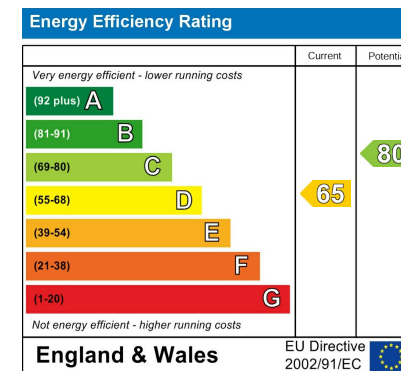 Energy Efficiency Rating
Current Potentia
Very energy efficient - lower running costs
(92 plus) A
(81-91) B
(69-80) C
80
(55-68) D
65
(39-54) E
(21-38) F
(1-20) G
Not energy efficient - higher running costs
England & Wales
EU Directive
2002/91/EC